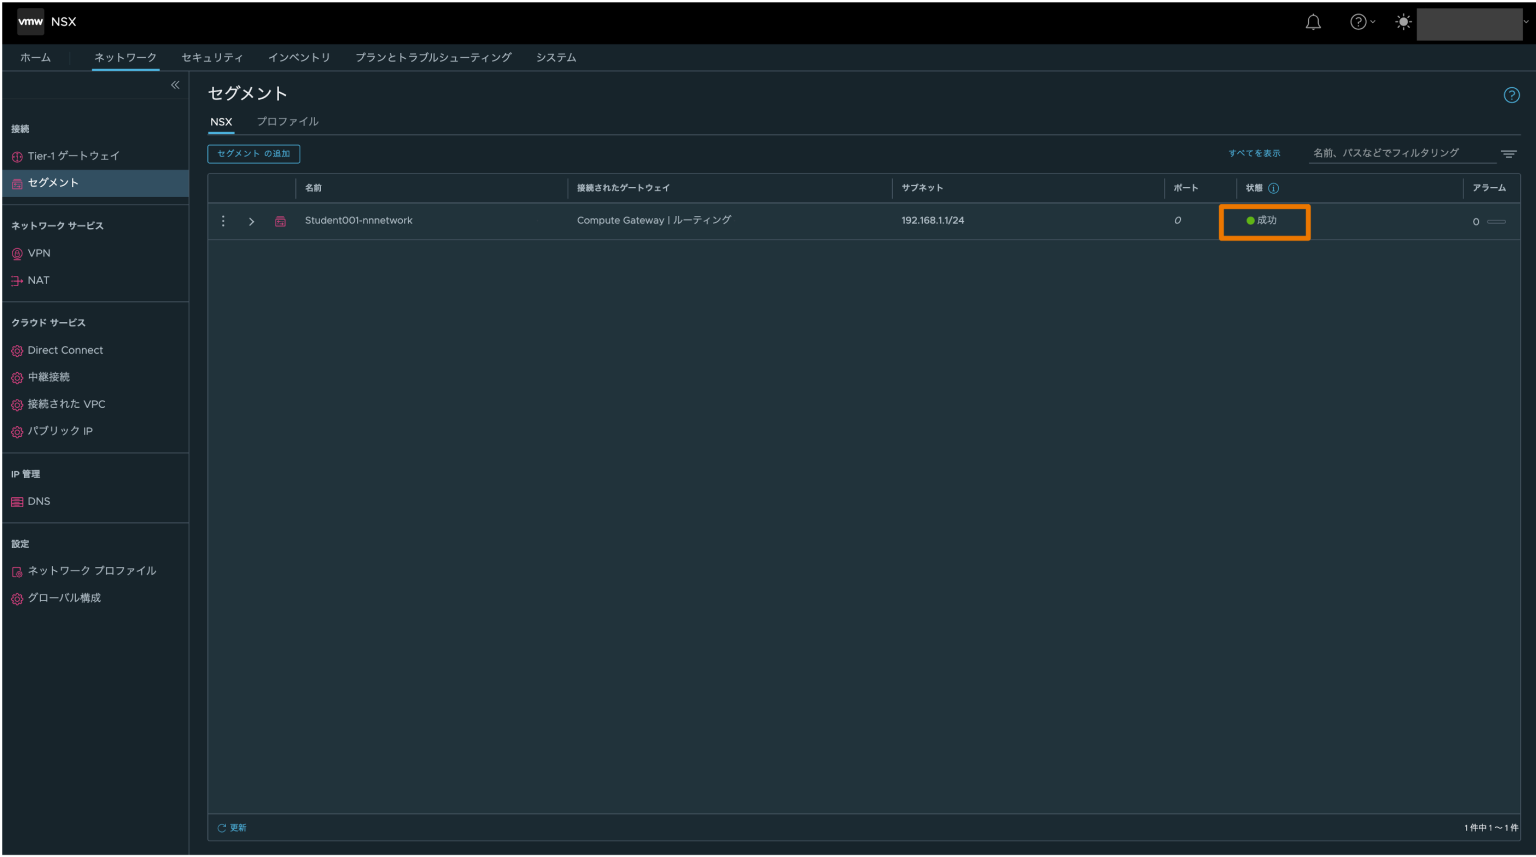 vmw NSX
ホーム ネットワーク セキュリティ インベントリ プランとトラブルシューティング システム
接続
Tier-1 ゲートウェイ
セグメント
ネットワーク サービス
VPN
NAT
クラウド サービス
Direct Connect
中継接続
接続された VPC
パブリック IP
IP 管理
DNS
設定
ネットワーク プロファイル
グローバル構成
セグメント
NSX プロファイル
セグメント の追加 すべてを表示 名前、パスなどでフィルタリング
名前 接続されたゲートウェイ サブネット ポート 状態 アラーム
Student001-nnnetwork Compute Gateway | ルーティング 192.168.1.1/24 0 成功 0
更新 1 件中 1 ～ 1 件